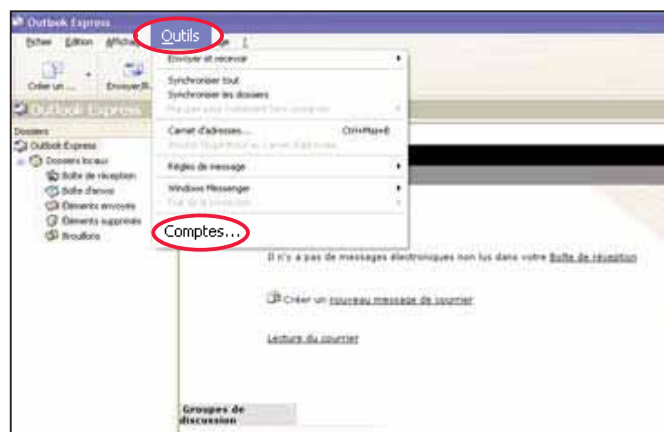 Outlook Express
Fichier Edition Affichage Outils ?
Créer un ... Envoyer/R...
Outlook Express
Dossiers
Outlook Express
Dossiers locaux
Boîte de réception
Boîte d'envoi
Éléments envoyés
Éléments supprimés
Brouillons
Envoyer et recevoir
Synchroniser tout
Synchroniser les dossiers
Carnet d'adresses... Ctrl+Maj+B
Règles de message
Windows Messenger
Comptes...
Il n'y a pas de messages électroniques non lus dans votre Boîte de réception
Créer un nouveau message de courrier
Lecture du courrier
Groupes de
discussion